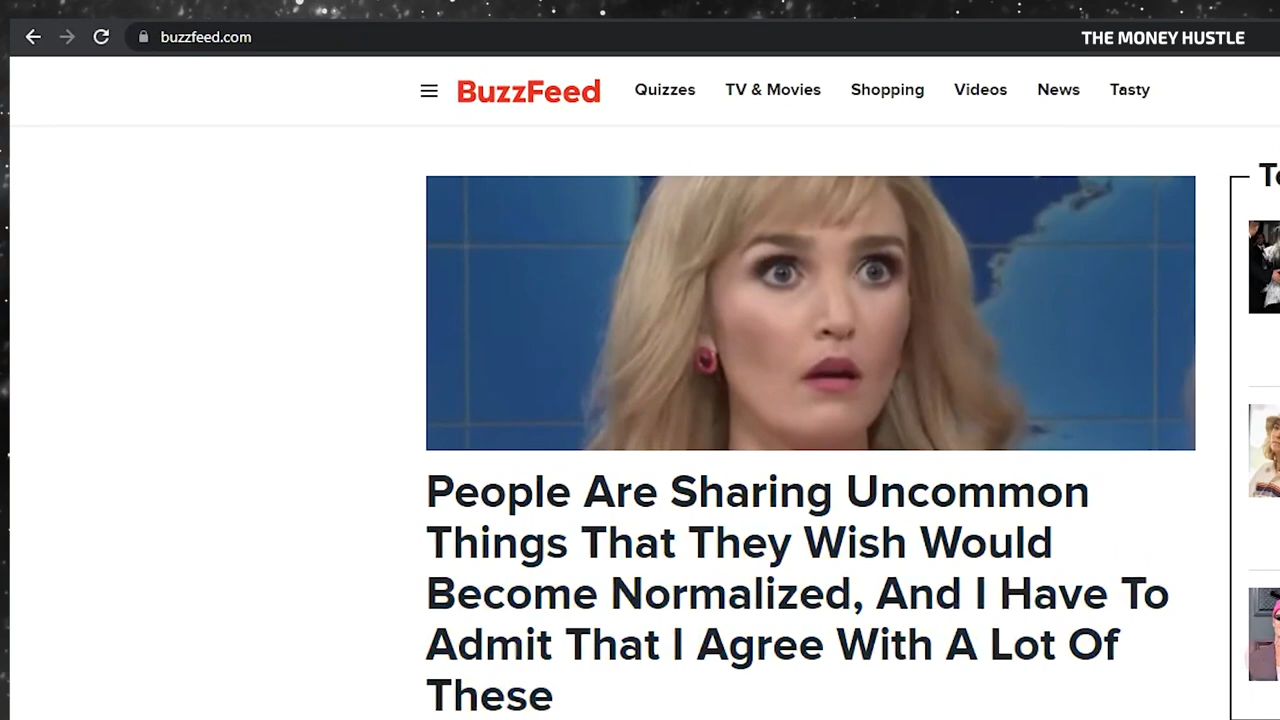 buzzfeed.com
THE MONEY HUSTLE
BuzzFeed
Quizzes
TV & Movies
Shopping
Videos
News
Tasty
People Are Sharing Uncommon
Things That They Wish Would
Become Normalized, And I Have To
Admit That I Agree With A Lot Of
These